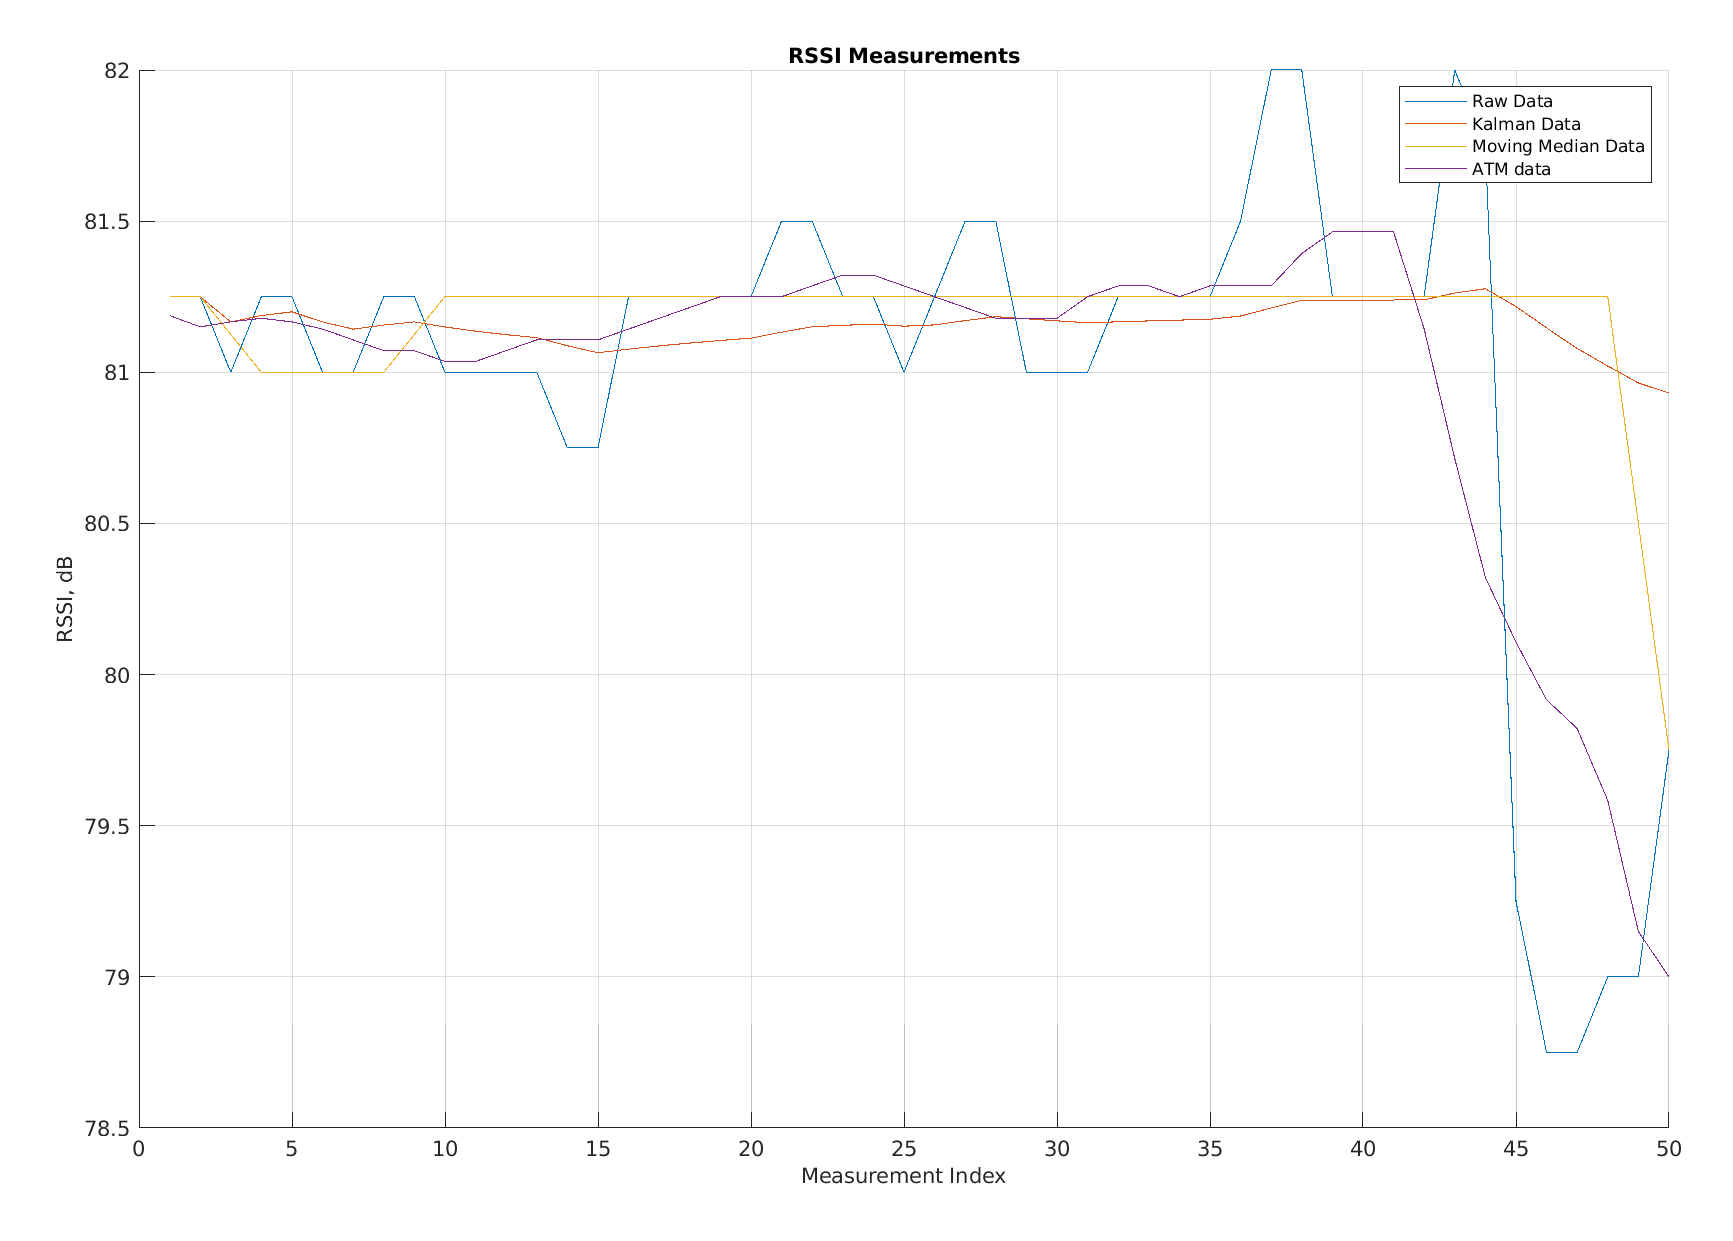 RSSI Measurements
82
81.5
81
80.5
80
79.5
79
78.5
RSSI, dB
Raw Data
Kalman Data
Moving Median Data
ATM data
0 5 10 15 20 25 30 35 40 45 50
Measurement Index